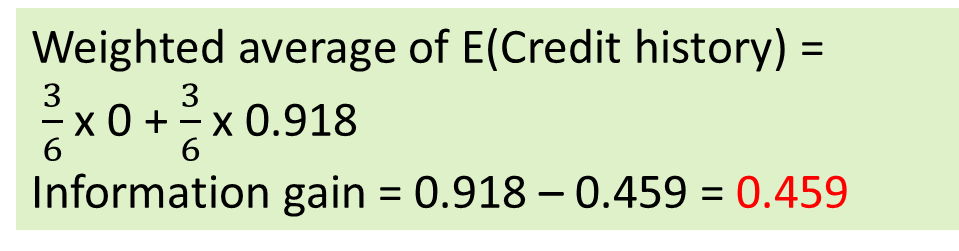 Weighted average of E(Credit history) =
3/6 x 0 + 3/6 x 0.918
Information gain = 0.918 – 0.459 = 0.459